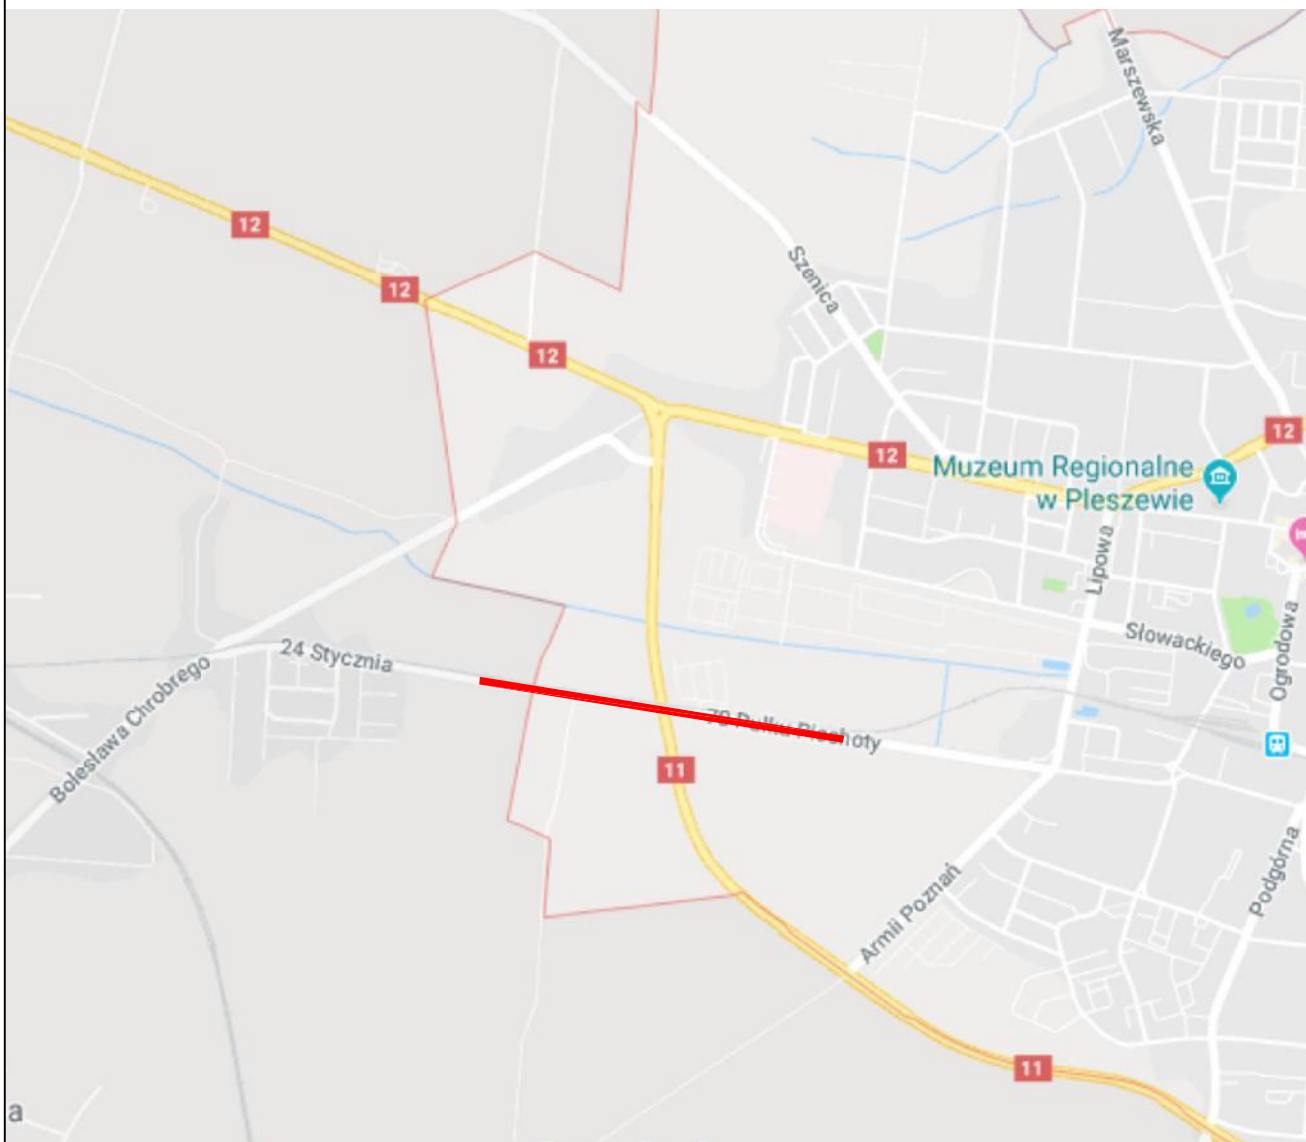 Marszewska
12
12
Szenica
12
12
12
Muzeum Regionalne
w Pleszewie
Lipowa
Słowackiego
Ogrodowa
24 Stycznia
Bolesława Chrobrego
Piechoty
11
Armii Poznań
Podgórna
11
a